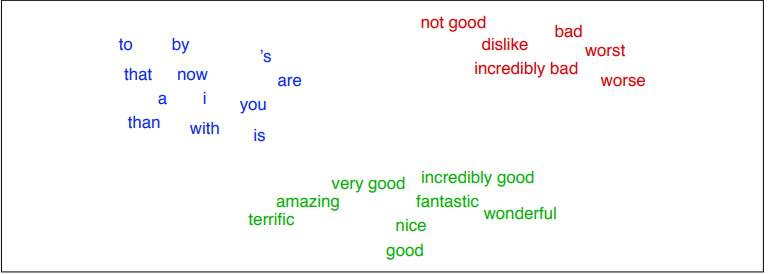 to by 's
that now are
a i you
than with is
not good bad
dislike worst
incredibly bad worse
very good incredibly good
amazing fantastic
terrific wonderful
nice
good